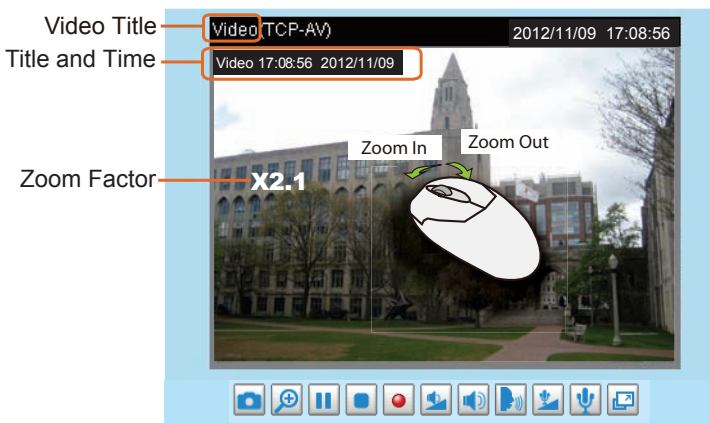 Video Title
Video(TCP-AV)
2012/11/09 17:08:56
Title and Time
Video 17:08:56 2012/11/09
Zoom In
Zoom Out
Zoom Factor
X2.1